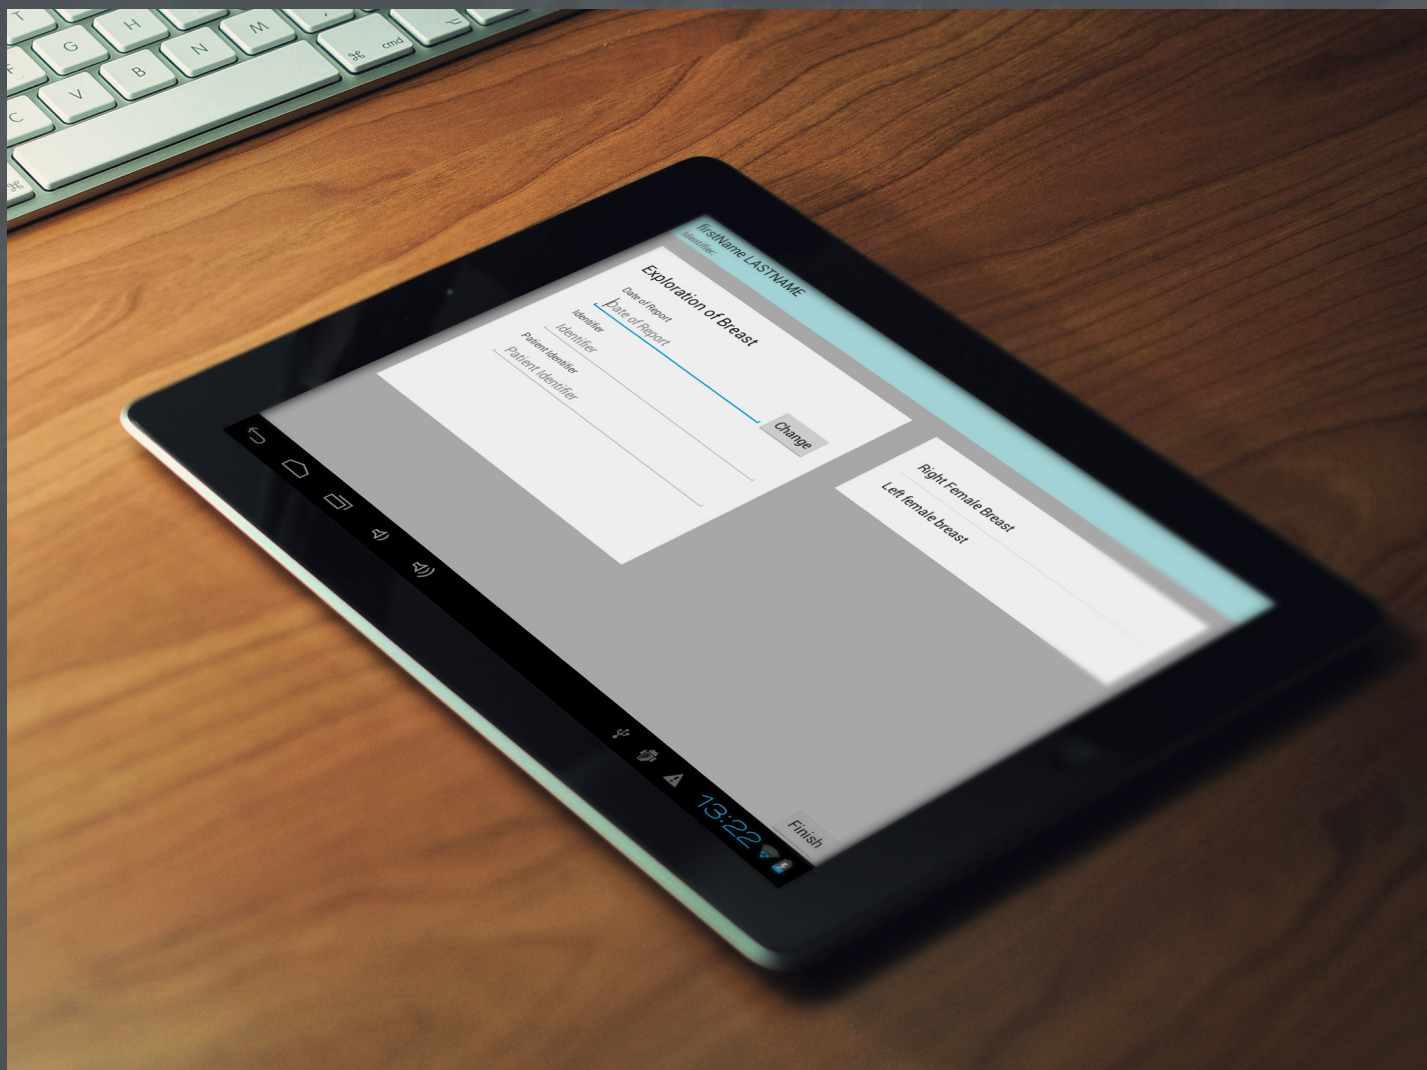 T
G H
F V B N M ,
C ⌘ cmd
⌘
firstName LASTNAME
Identifier:
Exploration of Breast
Date of Report
Date of Report
Change
Identifier
Identifier
Patient Identifier
Patient Identifier
Right Female Breast
Left female breast
Finish
13:22